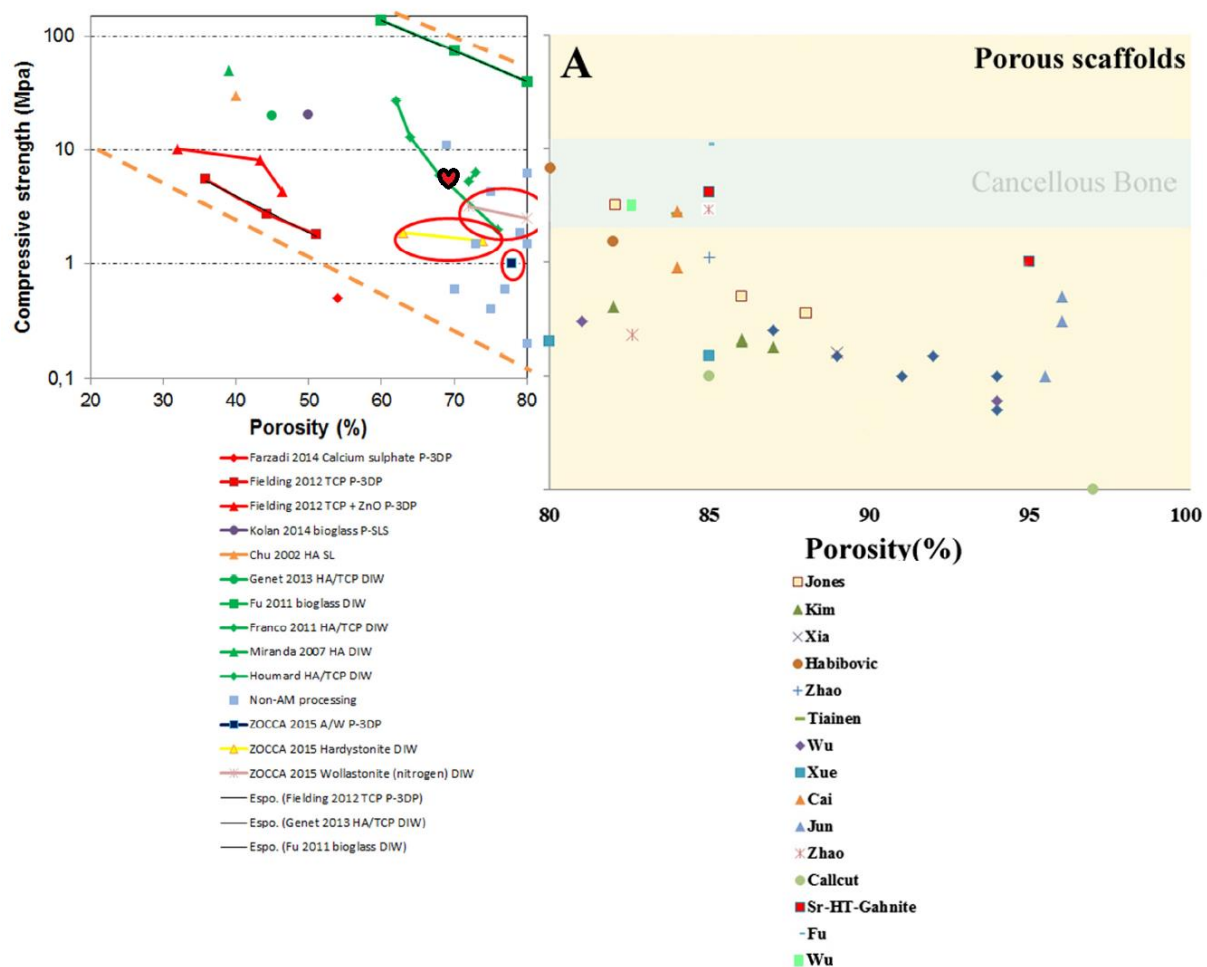 Compressive strength (Mpa)
100
10
1
0,1
20 30 40 50 60 70 80
Porosity (%)
Farzadi 2014 Calcium sulphate P-3DP
Fielding 2012 TCP P-3DP
Fielding 2012 TCP + ZnO P-3DP
Kolan 2014 bioglass P-SLS
Chu 2002 HA SL
Genet 2013 HA/TCP DIW
Fu 2011 bioglass DIW
Franco 2011 HA/TCP DIW
Miranda 2007 HA DIW
Houmard HA/TCP DIW
Non-AM processing
ZOCCA 2015 A/W P-3DP
ZOCCA 2015 Hardystonite DIW
ZOCCA 2015 Wollastonite (nitrogen) DIW
Espo. (Fielding 2012 TCP P-3DP)
Espo. (Genet 2013 HA/TCP DIW)
Espo. (Fu 2011 bioglass DIW)
A
Porous scaffolds
Cancellous Bone
80 85 90 95 100
Porosity(%)
Jones
Kim
Xia
Habibovic
Zhao
Tiainen
Wu
Xue
Cai
Jun
Zhao
Callcut
Sr-HT-Gahnite
Fu
Wu